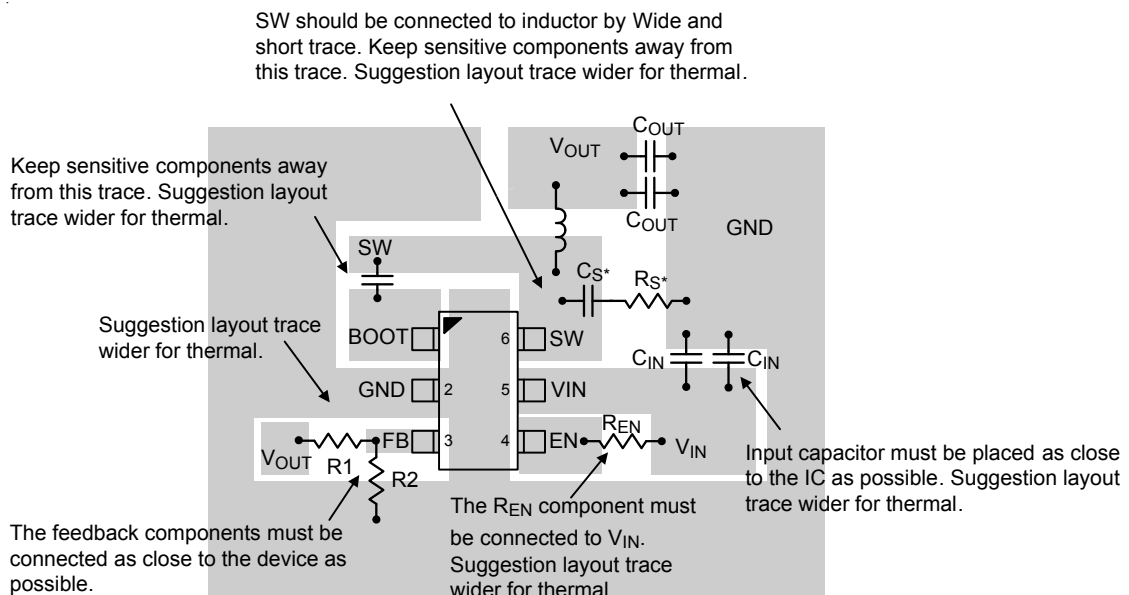 SW should be connected to inductor by Wide and
short trace. Keep sensitive components away from
this trace. Suggestion layout trace wider for thermal.
Keep sensitive components away
from this trace. Suggestion layout
trace wider for thermal.
COUT
VOUT
COUT
GND
SW
CS*
RS*
Suggestion layout trace
wider for thermal.
BOOT
6
SW
CIN
CIN
GND
2
5
VIN
FB
3
4
EN
REN
VIN
VOUT
R1
R2
Input capacitor must be placed as close
to the IC as possible. Suggestion layout
trace wider for thermal.
The feedback components must be
connected as close to the device as
possible.
The REN component must
be connected to VIN.
Suggestion layout trace
wider for thermal